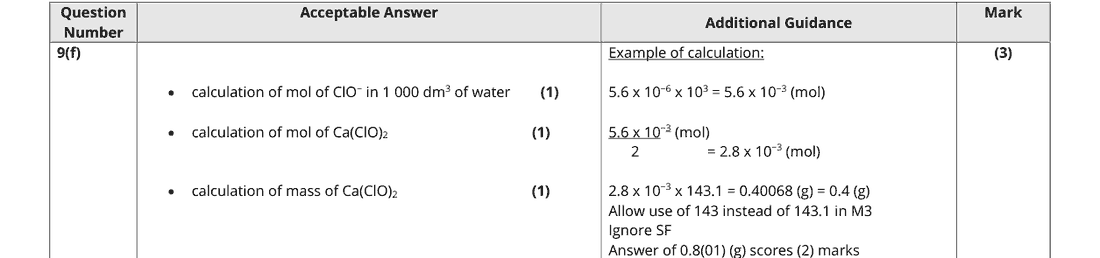 Question Number
Acceptable Answer
Additional Guidance
Mark
9(f)
Example of calculation:
(3)
• calculation of mol of ClO⁻ in 1 000 dm³ of water (1)
5.6 x 10⁻⁶ x 10³ = 5.6 x 10⁻³ (mol)
• calculation of mol of Ca(ClO)₂ (1)
5.6 x 10⁻³ (mol)
2 = 2.8 x 10⁻³ (mol)
• calculation of mass of Ca(ClO)₂ (1)
2.8 x 10⁻³ x 143.1 = 0.40068 (g) = 0.4 (g)
Allow use of 143 instead of 143.1 in M3
Ignore SF
Answer of 0.8(01) (g) scores (2) marks